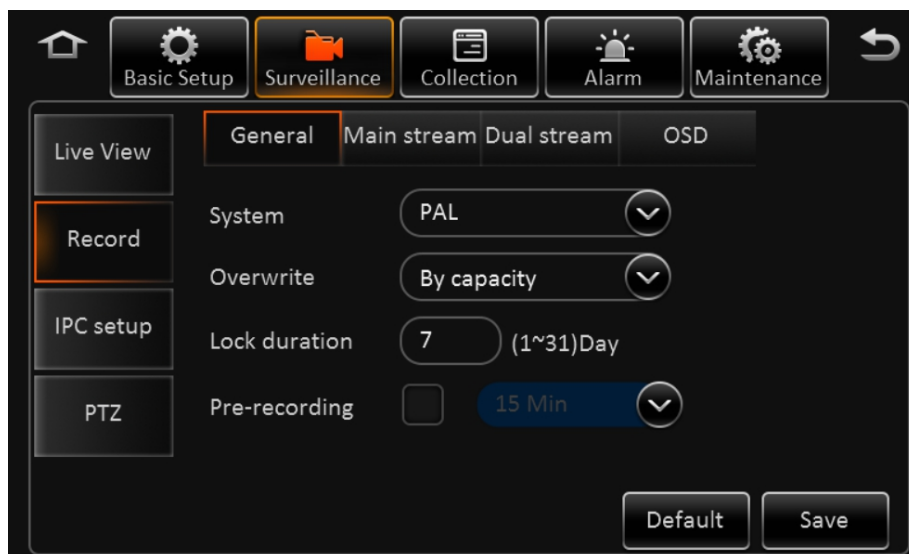 Basic Setup Surveillance Collection Alarm Maintenance
Live View
Record
IPC setup
PTZ
General Main stream Dual stream OSD
System PAL
Overwrite By capacity
Lock duration 7 (1~31)Day
Pre-recording 15 Min
Default Save